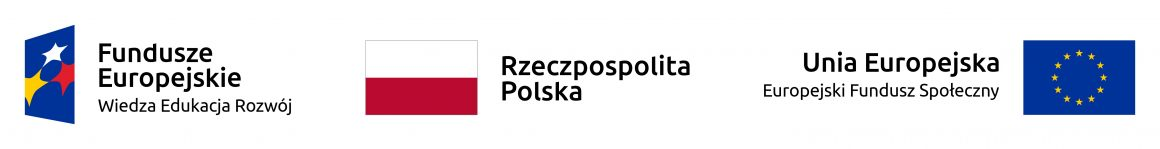 Fundusze
Europejskie
Wiedza Edukacja Rozwój
Rzeczpospolita
Polska
Unia Europejska
Europejski Fundusz Społeczny